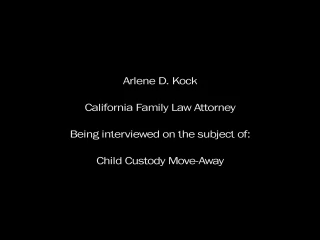 Arlene D. Kock
California Family Law Attorney
Being interviewed on the subject of:
Child Custody Move-Away